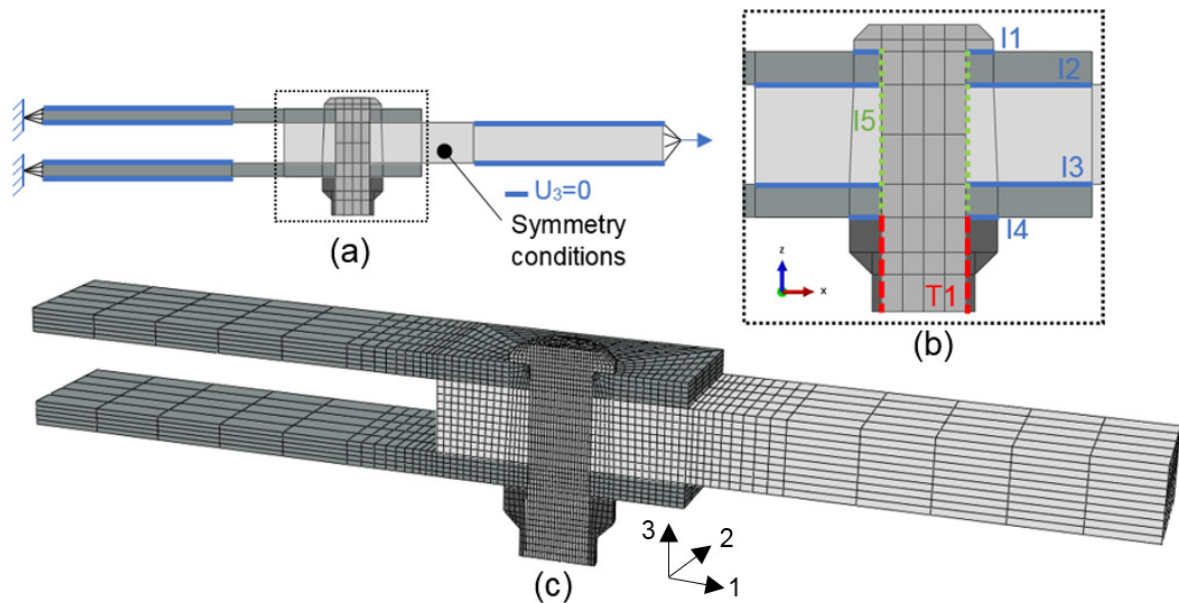 I1
I2
I5
I3
U₃=0
Symmetry
conditions
(a)
I4
z
x
T1
(b)
3
2
1
(c)